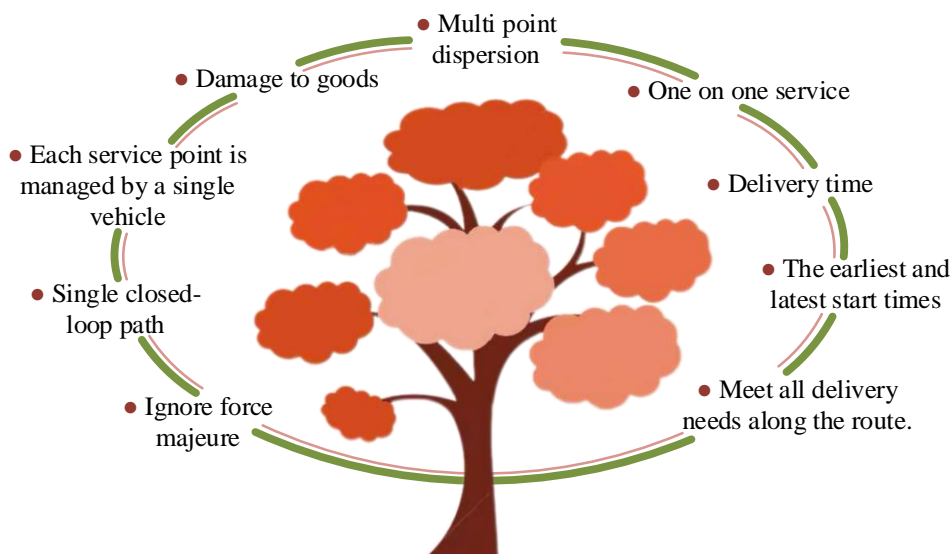 • Multi point
dispersion
• One on one service
• Delivery time
• The earliest and
latest start times
• Meet all delivery
needs along the route.
• Ignore force
majeure
• Single closed-
loop path
• Each service point is
managed by a single
vehicle
• Damage to goods